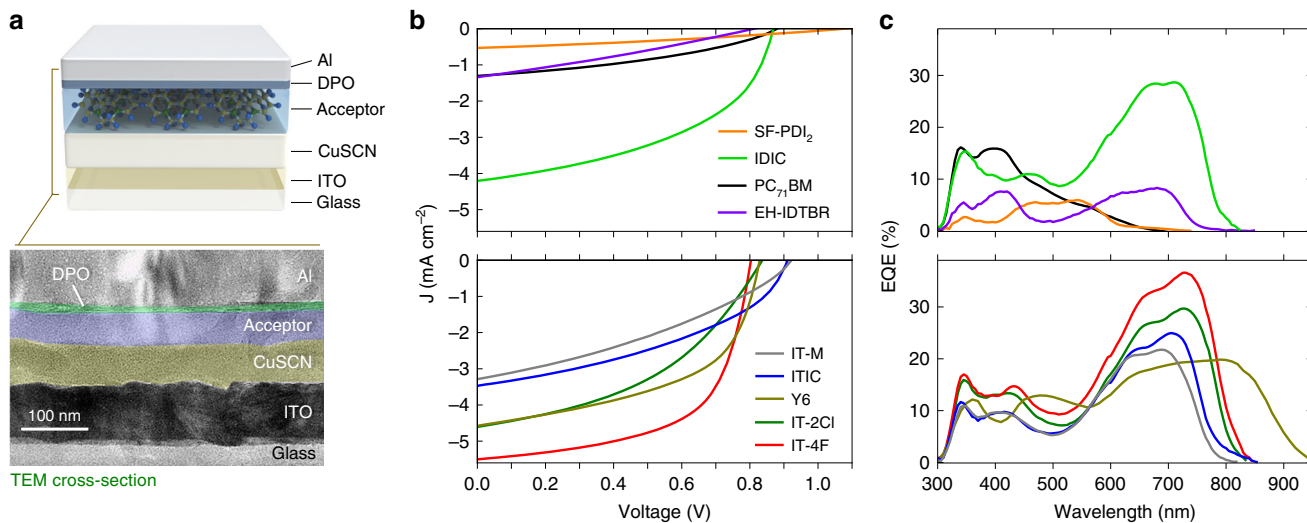 a
Al
DPO
Acceptor
CuSCN
ITO
Glass
DPO
Al
Acceptor
CuSCN
ITO
100 nm
Glass
TEM cross-section
b
0
–1
–2
–3
–4
–5
SF-PDI₂
IDIC
PC₇₁BM
EH-IDTBR
J (mA cm⁻²)
0
–1
–2
–3
–4
–5
IT-M
ITIC
Y6
IT-2Cl
IT-4F
0.0 0.2 0.4 0.6 0.8 1.0
Voltage (V)
c
30
20
10
0
EQE (%)
30
20
10
0
300 400 500 600 700 800 900
Wavelength (nm)